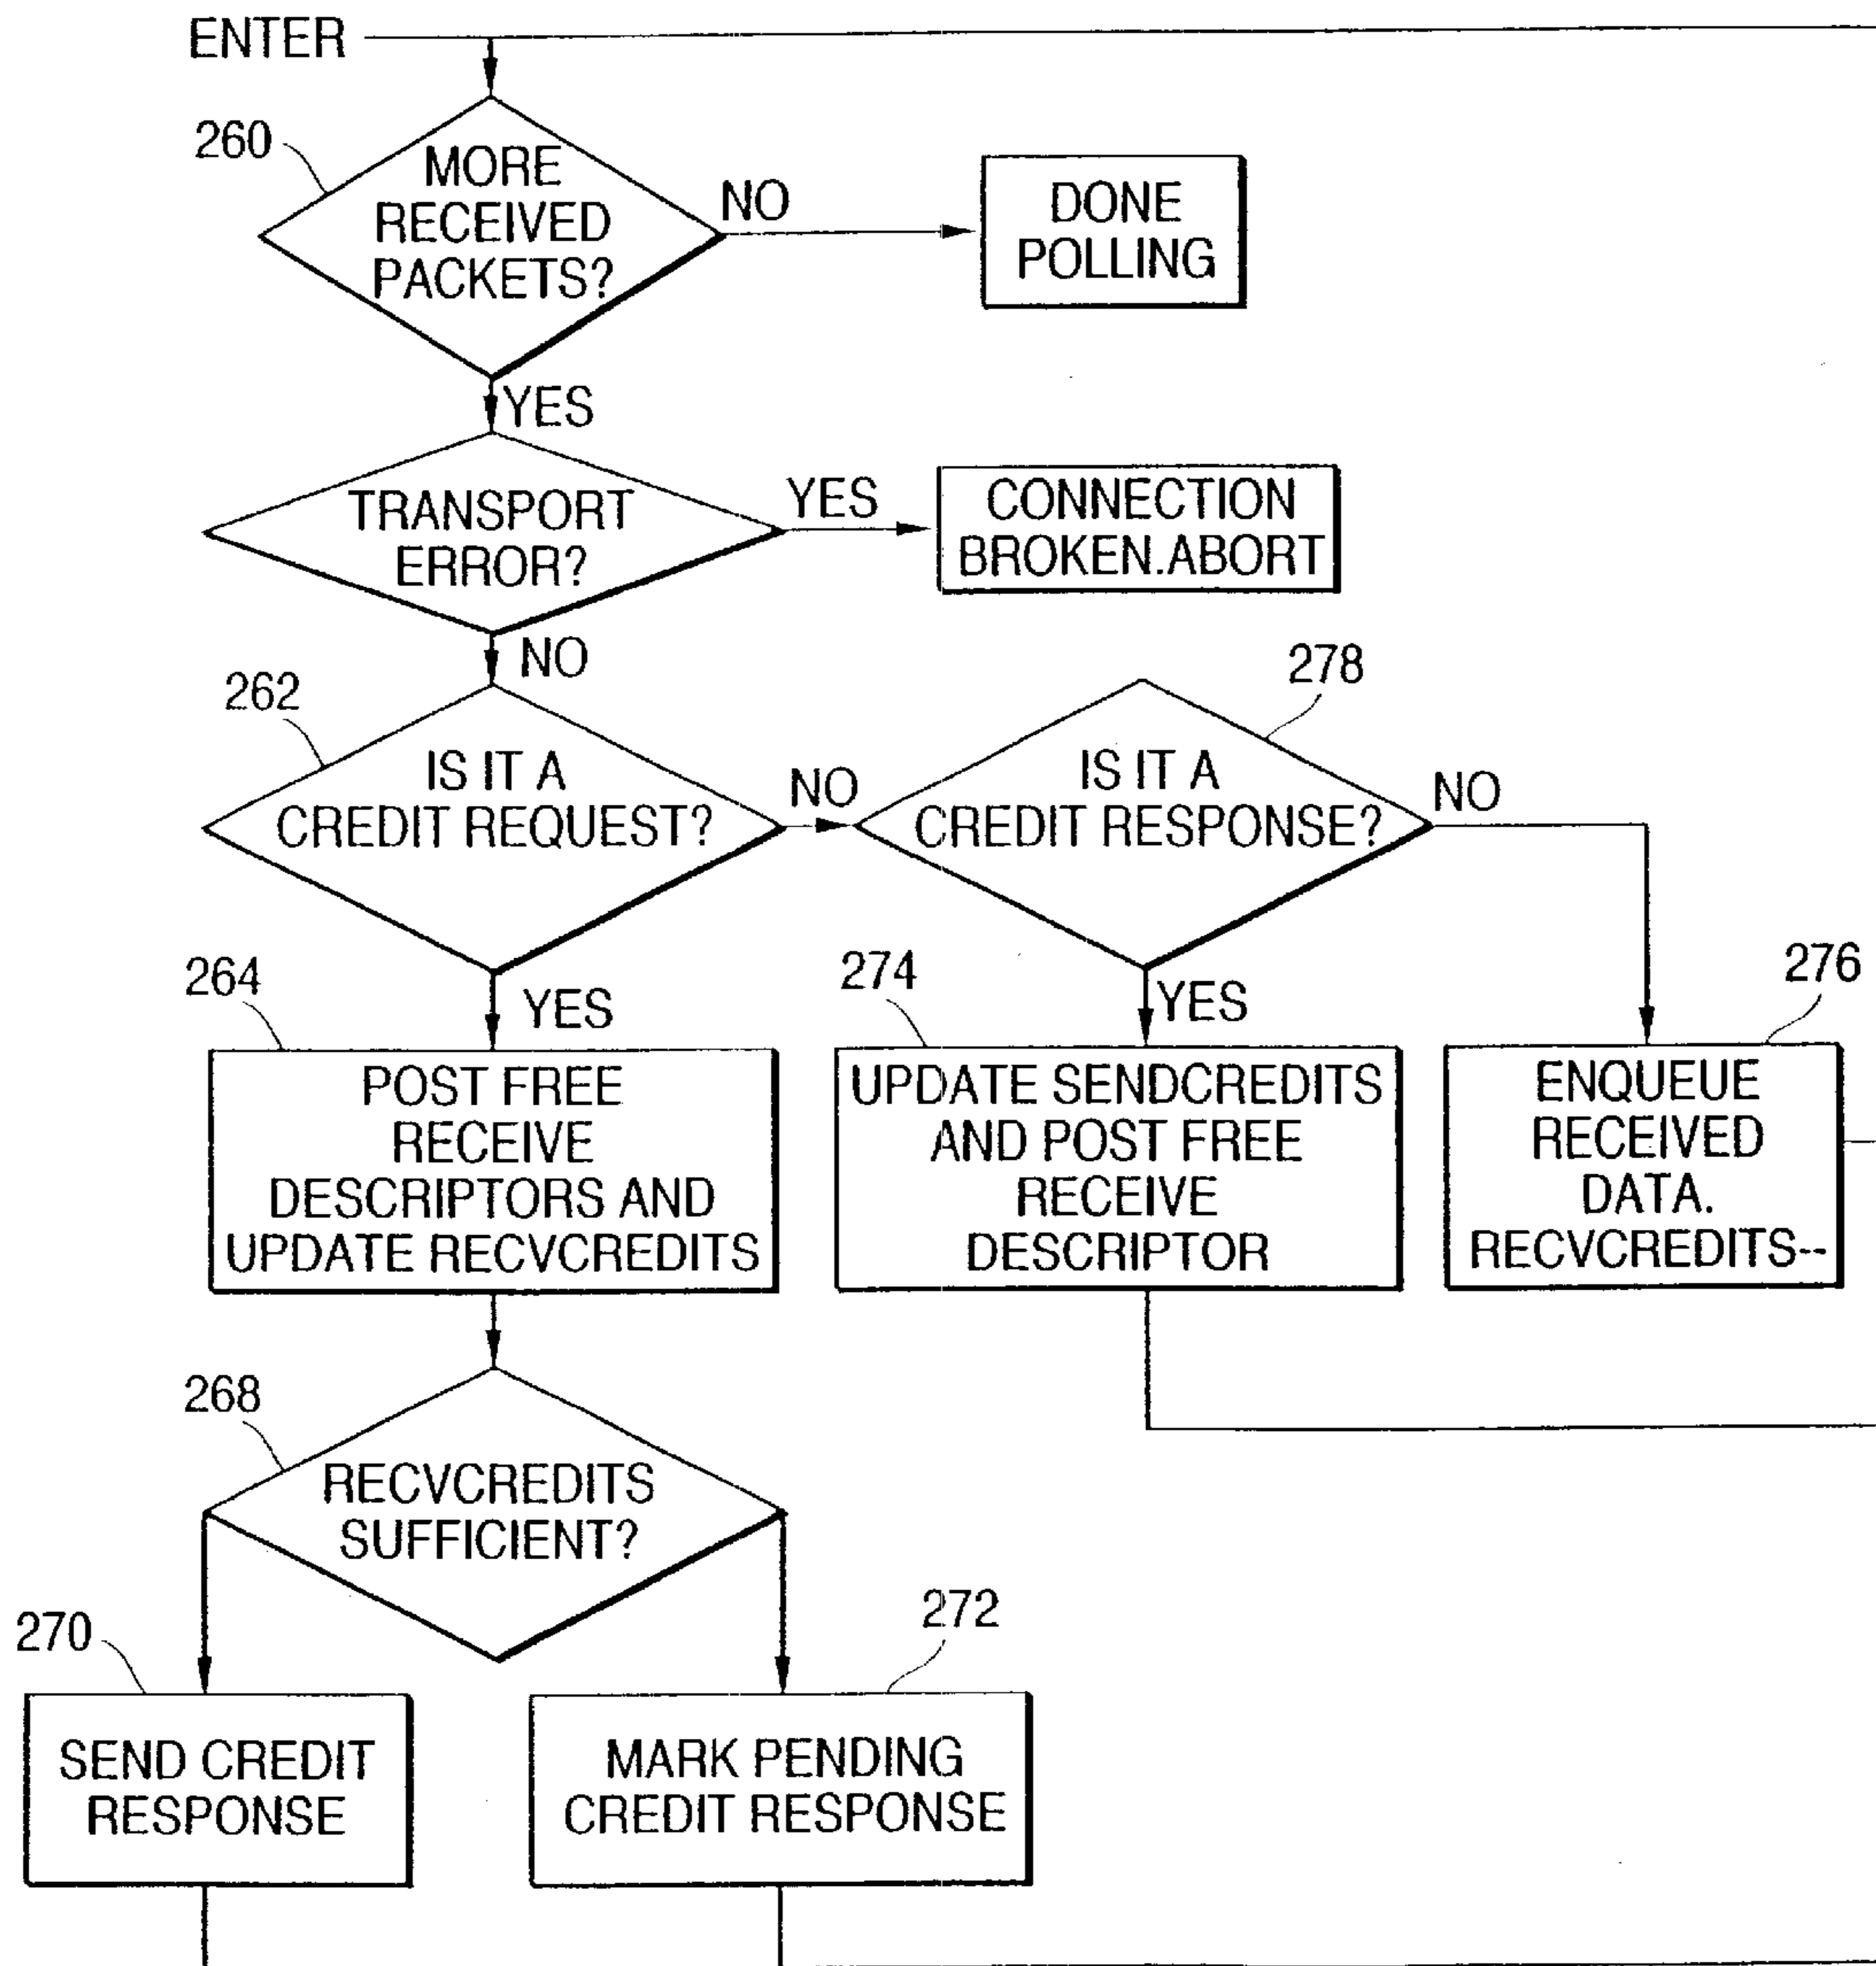 ENTER
260
MORE
RECEIVED
PACKETS?
NO
DONE
POLLING
YES
TRANSPORT
ERROR?
YES
CONNECTION
BROKEN.ABORT
NO
262
IS IT A
CREDIT REQUEST?
NO
278
IS IT A
CREDIT RESPONSE?
NO
264
YES
POST FREE
RECEIVE
DESCRIPTORS AND
UPDATE RECVCREDITS
274
YES
UPDATE SENDCREDITS
AND POST FREE
RECEIVE
DESCRIPTOR
276
ENQUEUE
RECEIVED
DATA.
RECVCREDITS--
268
RECVCREDITS
SUFFICIENT?
270
SEND CREDIT
RESPONSE
272
MARK PENDING
CREDIT RESPONSE